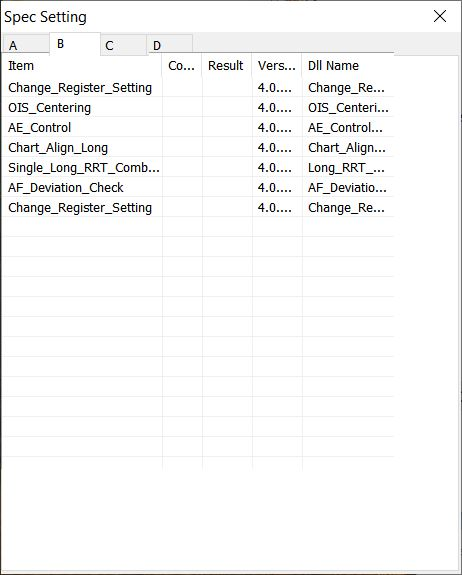 Spec Setting
A B C D
Item Co... Result Vers... Dll Name
Change_Register_Setting 4.0.... Change_Re...
OIS_Centering 4.0.... OIS_Centeri...
AE_Control 4.0.... AE_Control...
Chart_Align_Long 4.0.... Chart_Align...
Single_Long_RRT_Comb... 4.0.... Long_RRT_...
AF_Deviation_Check 4.0.... AF_Deviatio...
Change_Register_Setting 4.0.... Change_Re...